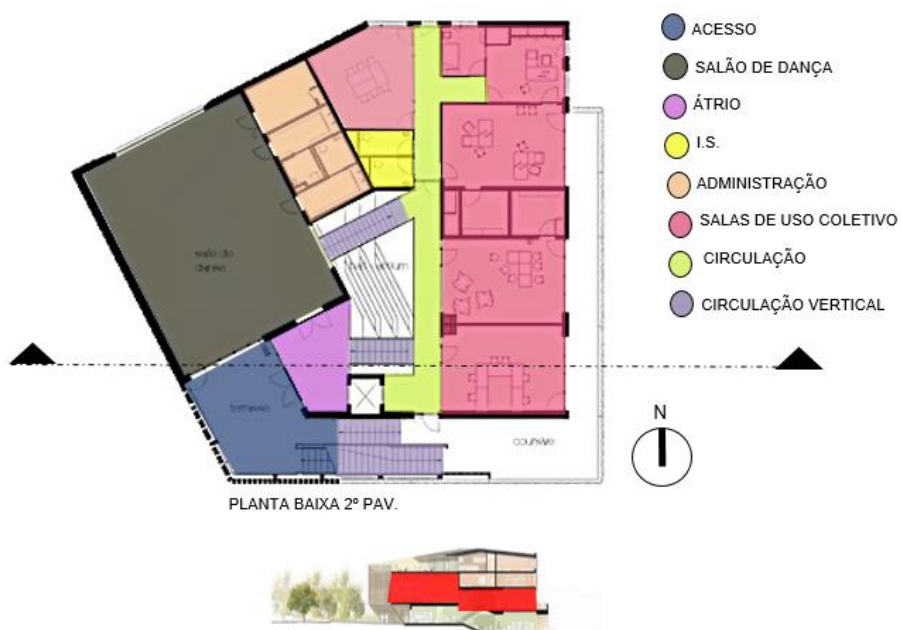 ACESSO
SALÃO DE DANÇA
ÁTRIO
I.S.
ADMINISTRAÇÃO
SALAS DE USO COLETIVO
CIRCULAÇÃO
CIRCULAÇÃO VERTICAL
N
PLANTA BAIXA 2º PAV.